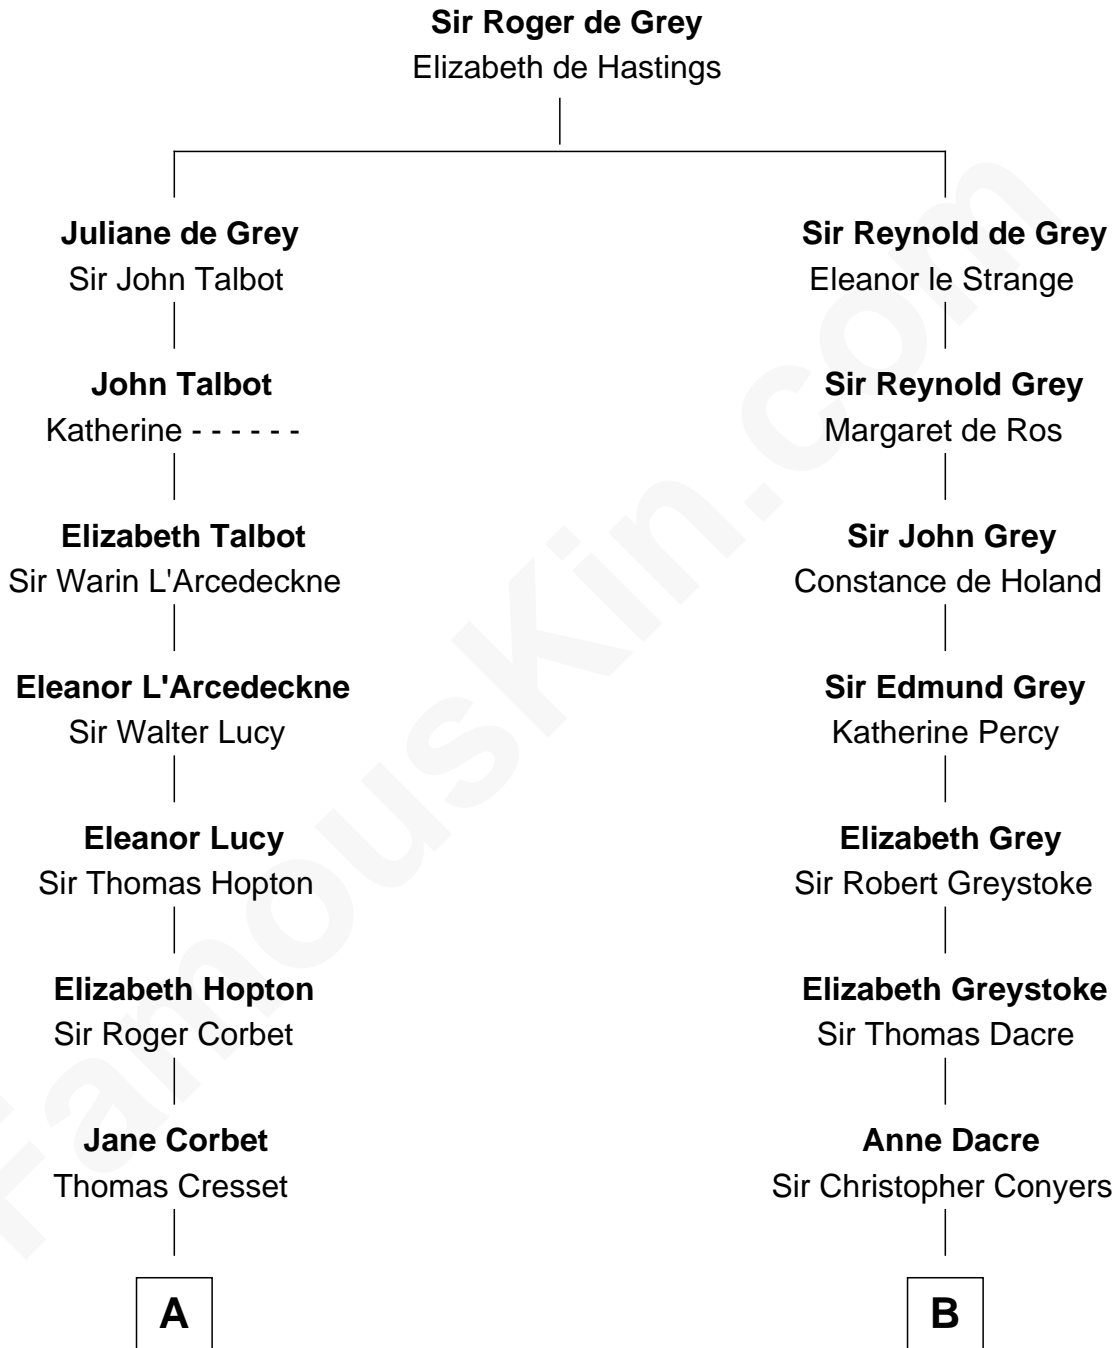 Sir Roger de Grey
Elizabeth de Hastings
Juliane de Grey
Sir John Talbot
Sir Reynold de Grey
Eleanor le Strange
John Talbot
Katherine - - - - - -
Sir Reynold Grey
Margaret de Ros
Elizabeth Talbot
Sir Warin L'Arcedeckne
Sir John Grey
Constance de Holand
Eleanor L'Arcedeckne
Sir Walter Lucy
Sir Edmund Grey
Katherine Percy
Eleanor Lucy
Sir Thomas Hopton
Elizabeth Grey
Sir Robert Greystoke
Elizabeth Hopton
Sir Roger Corbet
Elizabeth Greystoke
Sir Thomas Dacre
Jane Corbet
Thomas Cresset
Anne Dacre
Sir Christopher Conyers
A
B
FamousKin.com